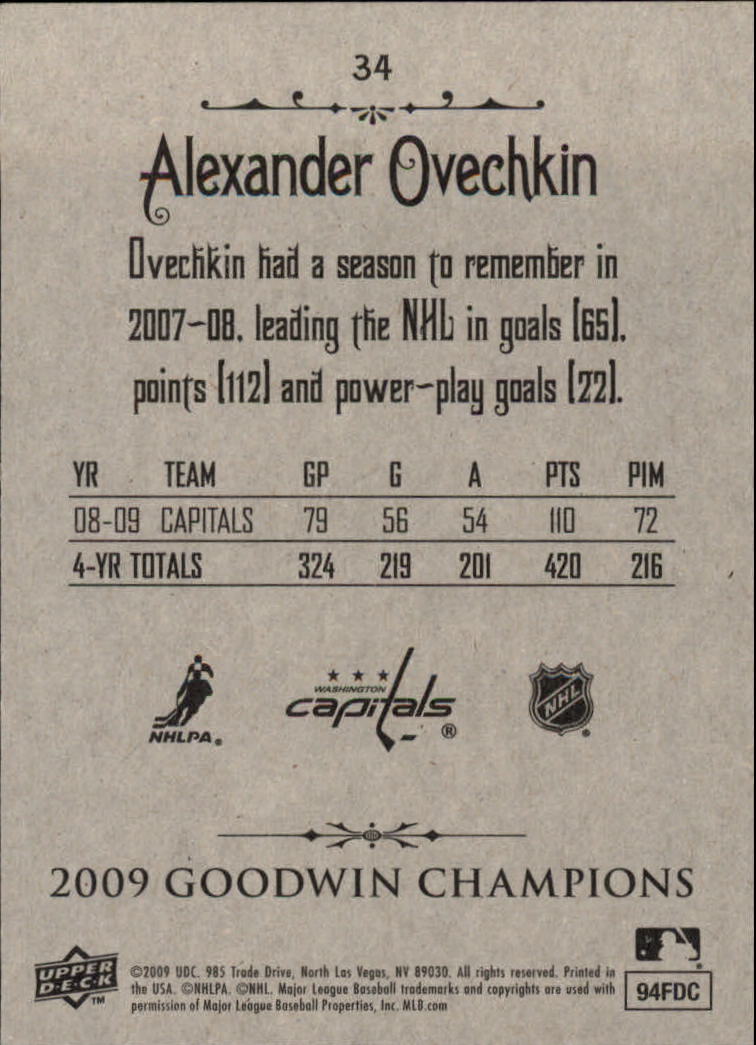 34
Alexander Ovechkin
Ovechkin had a season to remember in
2007-08, leading the NHL in goals (65),
points (112) and power-play goals (22).
YR TEAM GP G A PTS PIM
08-09 CAPITALS 79 56 54 110 72
4-YR TOTALS 324 219 201 420 216
NHLPA.
WASHINGTON
capitals ®
NHL
2009 GOODWIN CHAMPIONS
UPPER
D·E·C·K
TM
©2009 UDC. 985 Trade Drive, North Las Vegas, NV 89030. All rights reserved. Printed in
the USA. ©NHLPA. ©NHL. Major League Baseball trademarks and copyrights are used with
permission of Major League Baseball Properties, Inc. MLB.com
94FDC